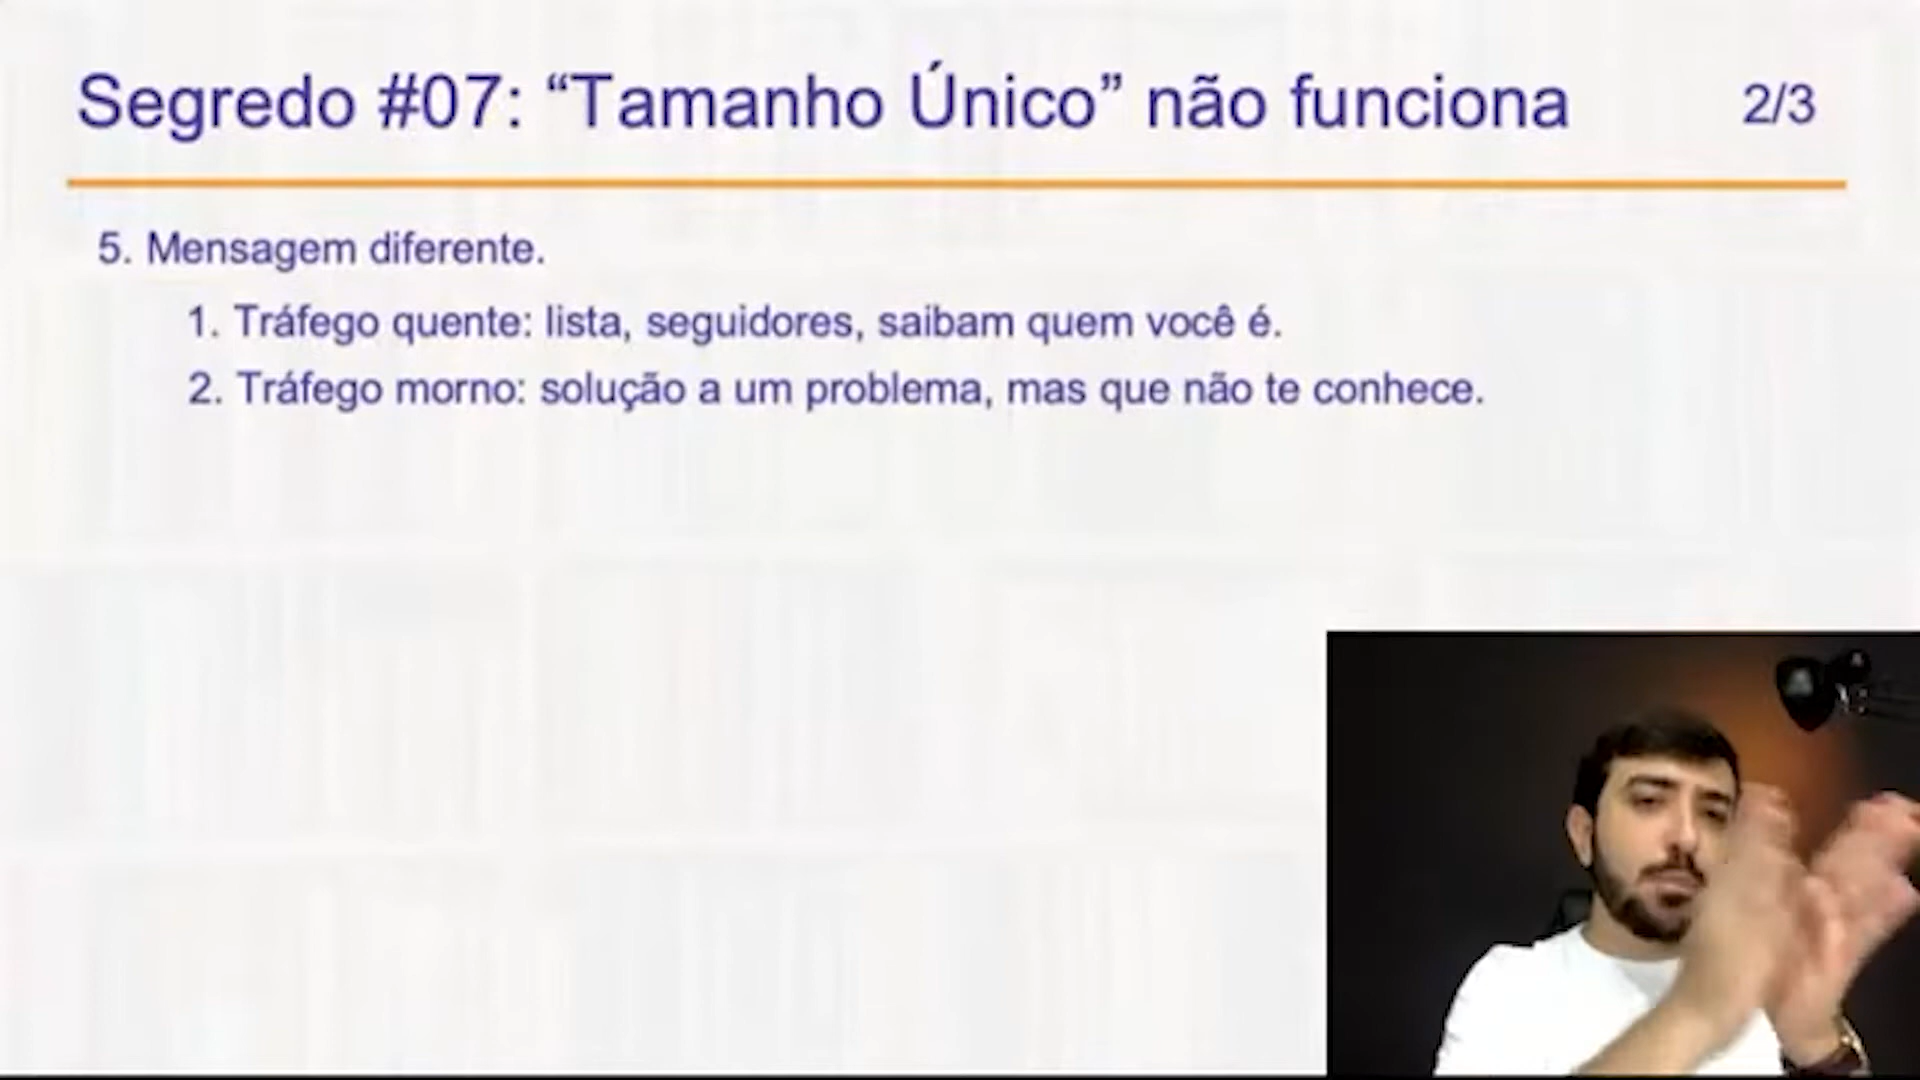 Segredo #07: “Tamanho Único” não funciona 2/3
5. Mensagem diferente.
1. Tráfego quente: lista, seguidores, saibam quem você é.
2. Tráfego morno: solução a um problema, mas que não te conhece.